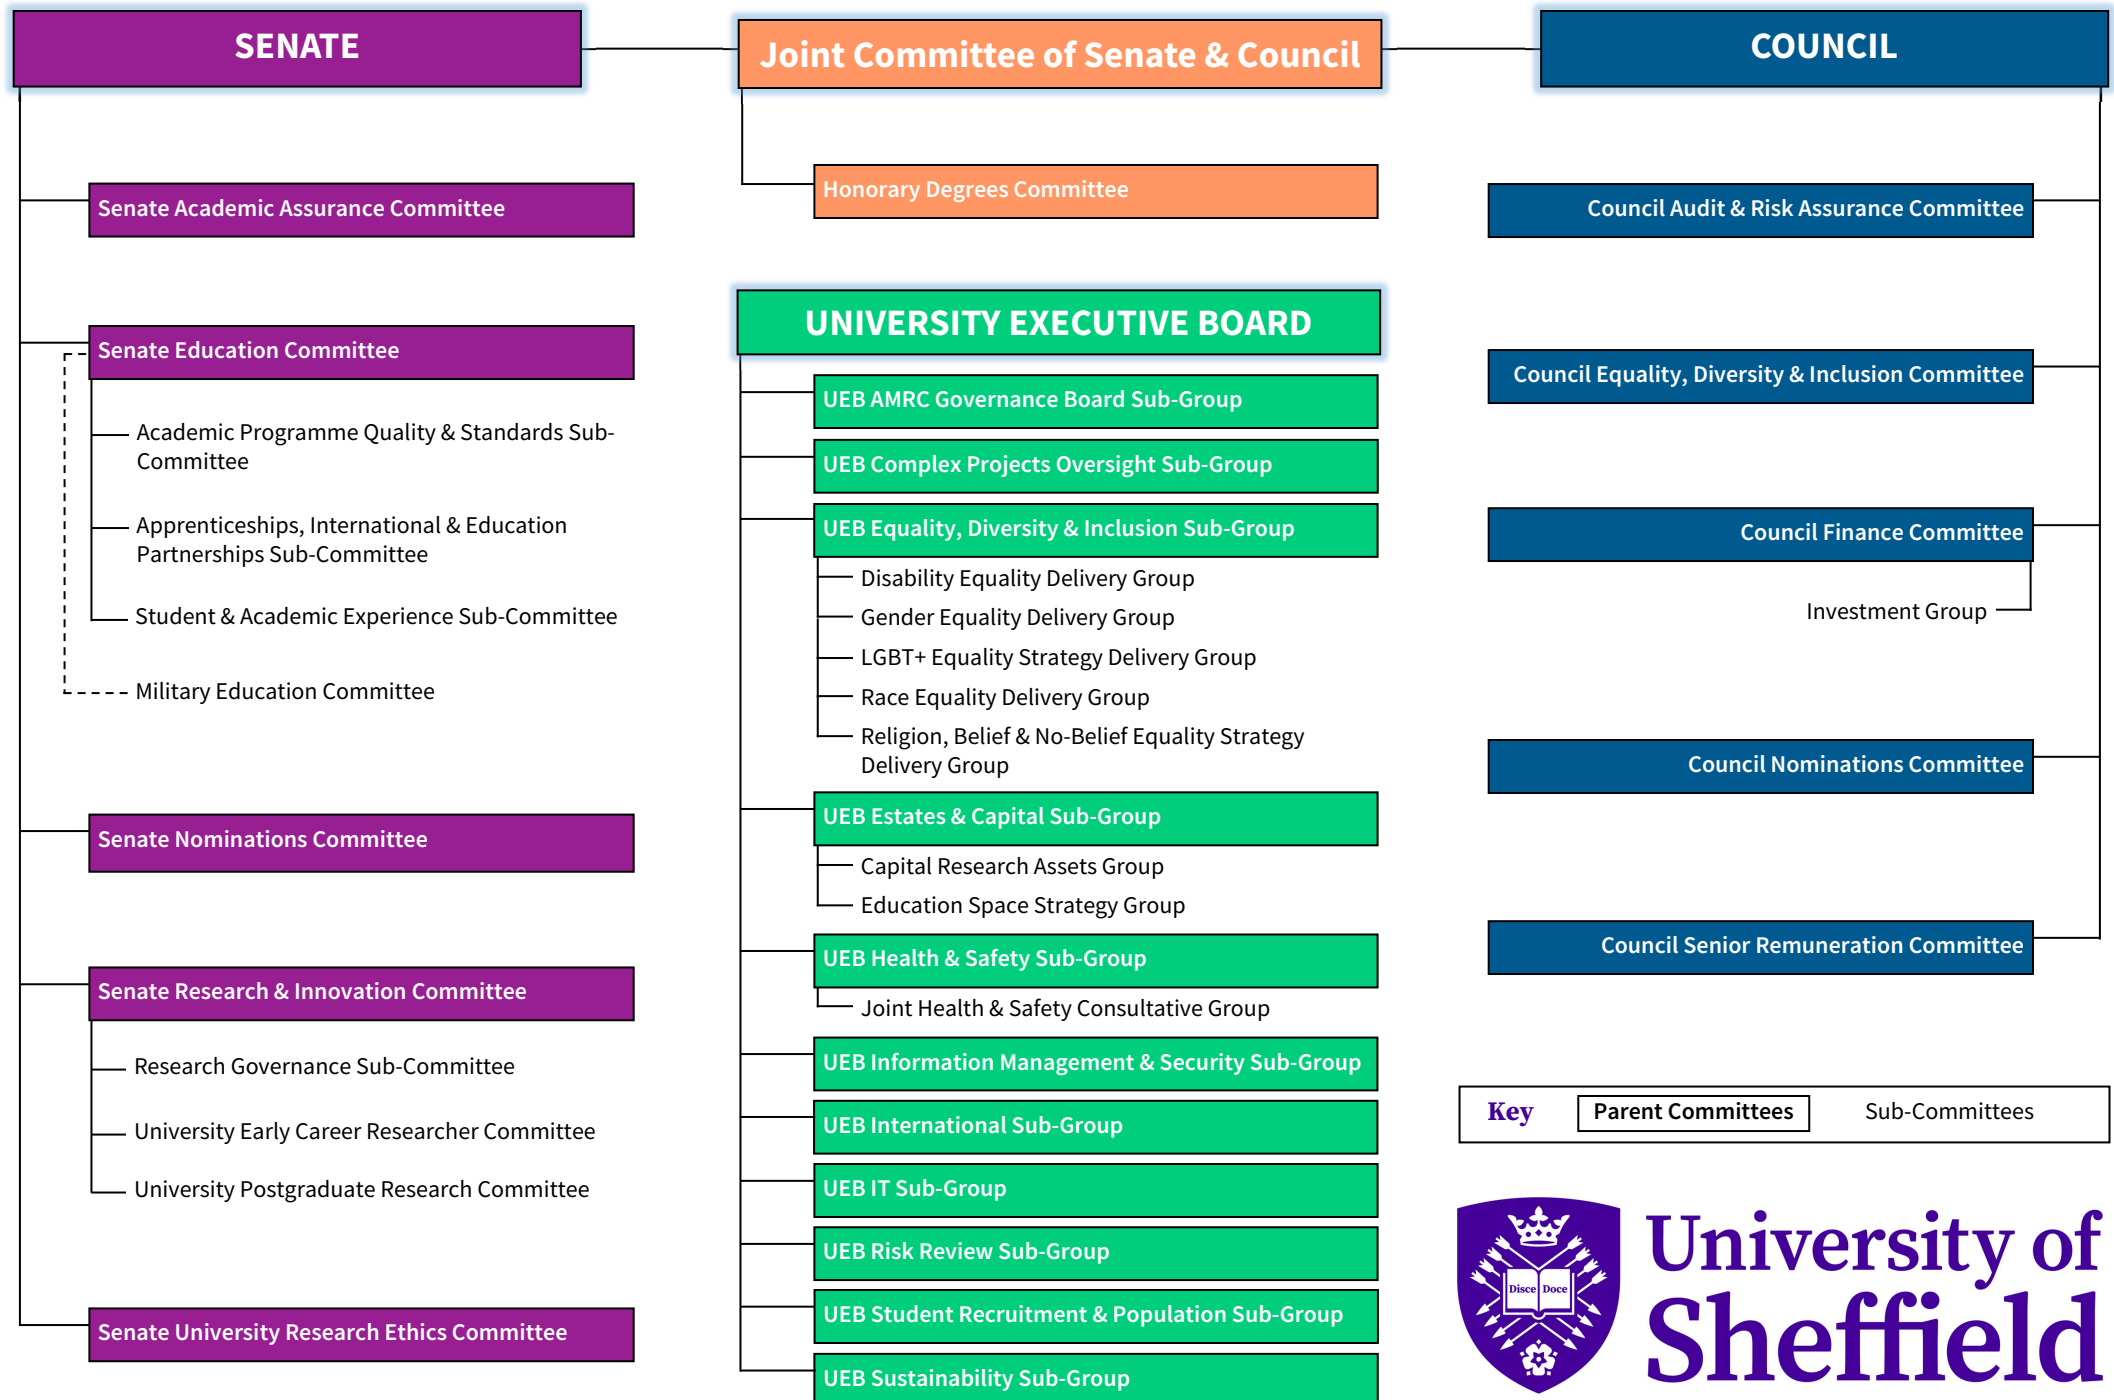 SENATE
Joint Committee of Senate & Council
COUNCIL
Senate Academic Assurance Committee
Senate Education Committee
Academic Programme Quality & Standards Sub-
Committee
Apprenticeships, International & Education
Partnerships Sub-Committee
Student & Academic Experience Sub-Committee
Military Education Committee
Senate Nominations Committee
Senate Research & Innovation Committee
Research Governance Sub-Committee
University Early Career Researcher Committee
University Postgraduate Research Committee
Senate University Research Ethics Committee
Honorary Degrees Committee
UNIVERSITY EXECUTIVE BOARD
UEB AMRC Governance Board Sub-Group
UEB Complex Projects Oversight Sub-Group
UEB Equality, Diversity & Inclusion Sub-Group
Disability Equality Delivery Group
Gender Equality Delivery Group
LGBT+ Equality Strategy Delivery Group
Race Equality Delivery Group
Religion, Belief & No-Belief Equality Strategy
Delivery Group
UEB Estates & Capital Sub-Group
Capital Research Assets Group
Education Space Strategy Group
UEB Health & Safety Sub-Group
Joint Health & Safety Consultative Group
UEB Information Management & Security Sub-Group
UEB International Sub-Group
UEB IT Sub-Group
UEB Risk Review Sub-Group
UEB Student Recruitment & Population Sub-Group
UEB Sustainability Sub-Group
Council Audit & Risk Assurance Committee
Council Equality, Diversity & Inclusion Committee
Council Finance Committee
Investment Group
Council Nominations Committee
Council Senior Remuneration Committee
Key Parent Committees Sub-Committees
Disce Doce
University of
Sheffield